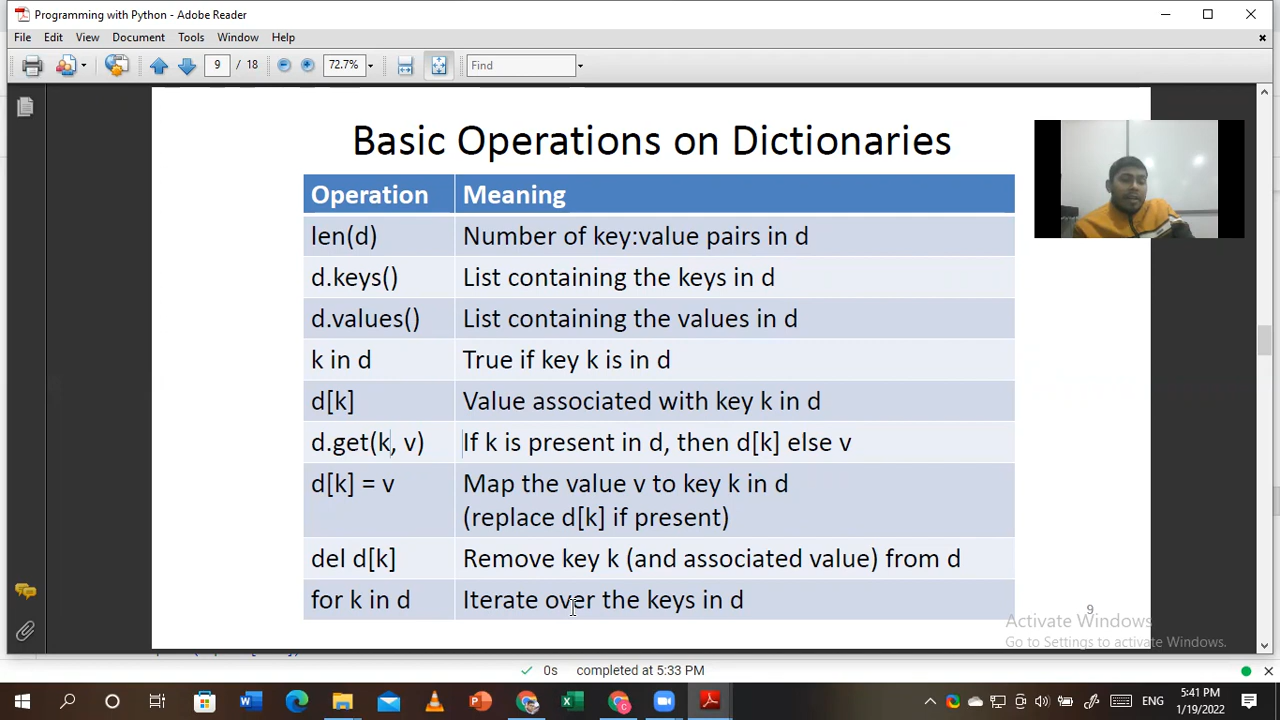 Programming with Python - Adobe Reader
File Edit View Document Tools Window Help
9 / 18 72.7% Find
Basic Operations on Dictionaries
Operation Meaning
len(d) Number of key:value pairs in d
d.keys() List containing the keys in d
d.values() List containing the values in d
k in d True if key k is in d
d[k] Value associated with key k in d
d.get(k, v) If k is present in d, then d[k] else v
d[k] = v Map the value v to key k in d
(replace d[k] if present)
del d[k] Remove key k (and associated value) from d
for k in d Iterate over the keys in d
9
Activate Windows
Go to Settings to activate Windows.
0s completed at 5:33 PM
ENG
5:41 PM
1/19/2022